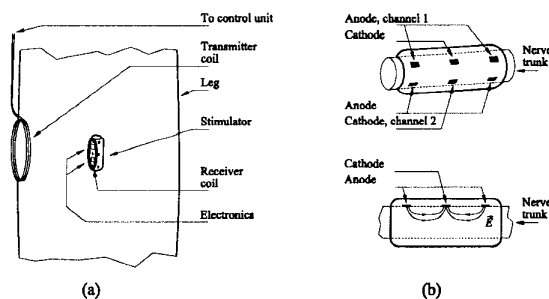 To control unit
Transmitter
coil
Leg
Stimulator
Receiver
coil
Electronics
(a)
Anode, channel 1
Cathode
Nerve
trunk
Anode
Cathode, channel 2
Cathode
Anode
E
Nerve
trunk
(b)